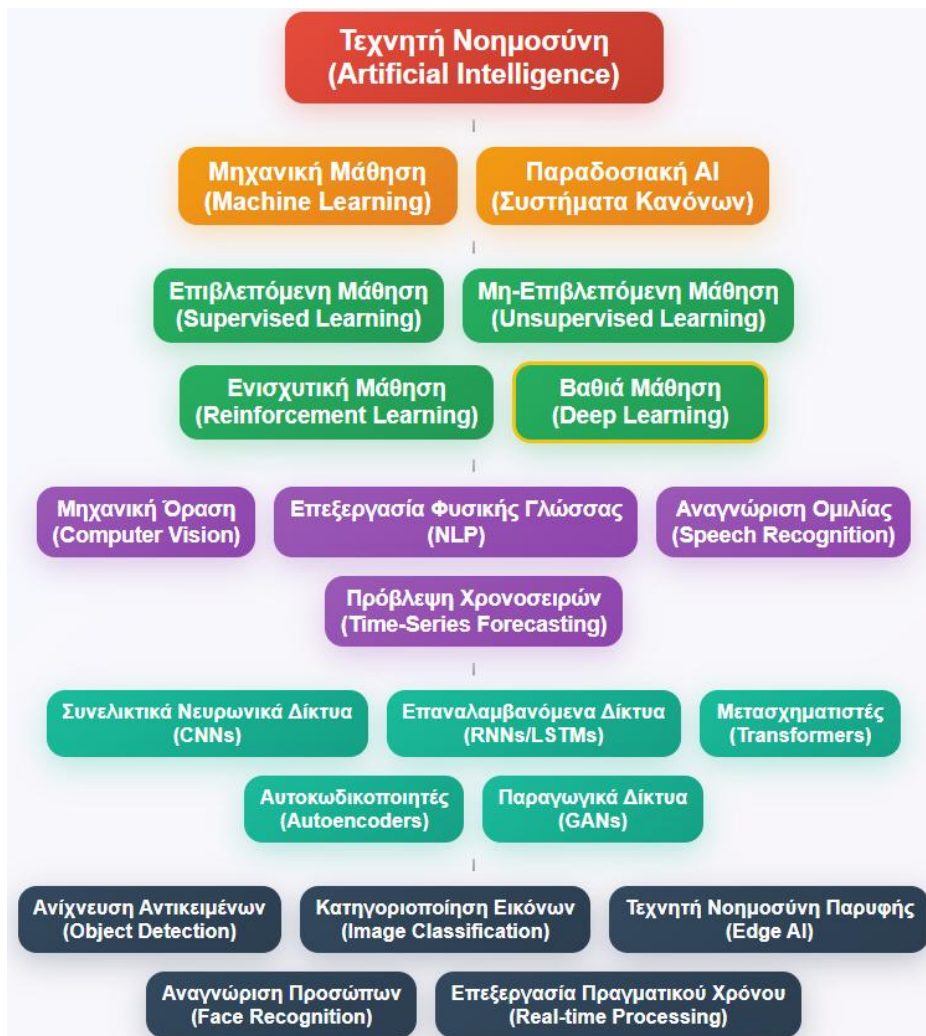 Τεχνητή Νοημοσύνη
(Artificial Intelligence)
Μηχανική Μάθηση
(Machine Learning)
Παραδοσιακή AI
(Συστήματα Κανόνων)
Επιβλεπόμενη Μάθηση
(Supervised Learning)
Μη-Επιβλεπόμενη Μάθηση
(Unsupervised Learning)
Ενισχυτική Μάθηση
(Reinforcement Learning)
Βαθιά Μάθηση
(Deep Learning)
Μηχανική Όραση
(Computer Vision)
Επεξεργασία Φυσικής Γλώσσας
(NLP)
Αναγνώριση Ομιλίας
(Speech Recognition)
Πρόβλεψη Χρονοσειρών
(Time-Series Forecasting)
Συνελικτικά Νευρωνικά Δίκτυα
(CNNs)
Επαναλαμβανόμενα Δίκτυα
(RNNs/LSTMs)
Μετασχηματιστές
(Transformers)
Αυτοκωδικοποιητές
(Autoencoders)
Παραγωγικά Δίκτυα
(GANs)
Ανίχνευση Αντικειμένων
(Object Detection)
Κατηγοριοποίηση Εικόνων
(Image Classification)
Τεχνητή Νοημοσύνη Παρυφής
(Edge AI)
Αναγνώριση Προσώπων
(Face Recognition)
Επεξεργασία Πραγματικού Χρόνου
(Real-time Processing)